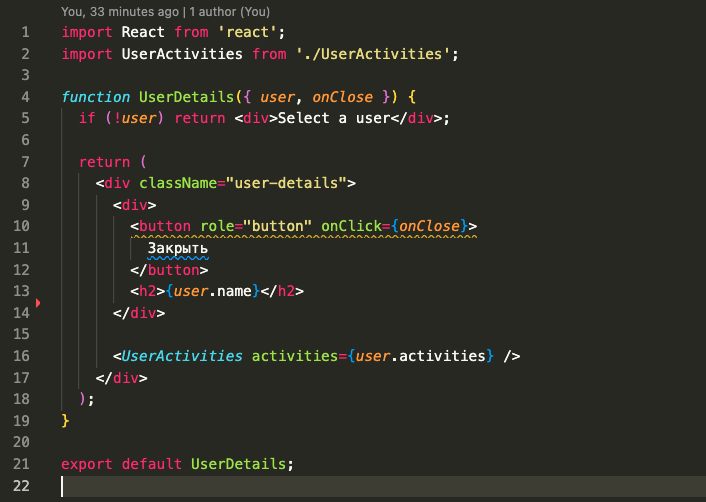 You, 33 minutes ago | 1 author (You)
1 import React from 'react';
2 import UserActivities from './UserActivities';
3
4 function UserDetails({ user, onClose }) {
5 if (!user) return <div>Select a user</div>;
6
7 return (
8 <div className="user-details">
9 <div>
10 <button role="button" onClick={onClose}>
11 Закрыть
12 </button>
13 <h2>{user.name}</h2>
14 </div>
15
16 <UserActivities activities={user.activities} />
17 </div>
18 );
19 }
20
21 export default UserDetails;
22